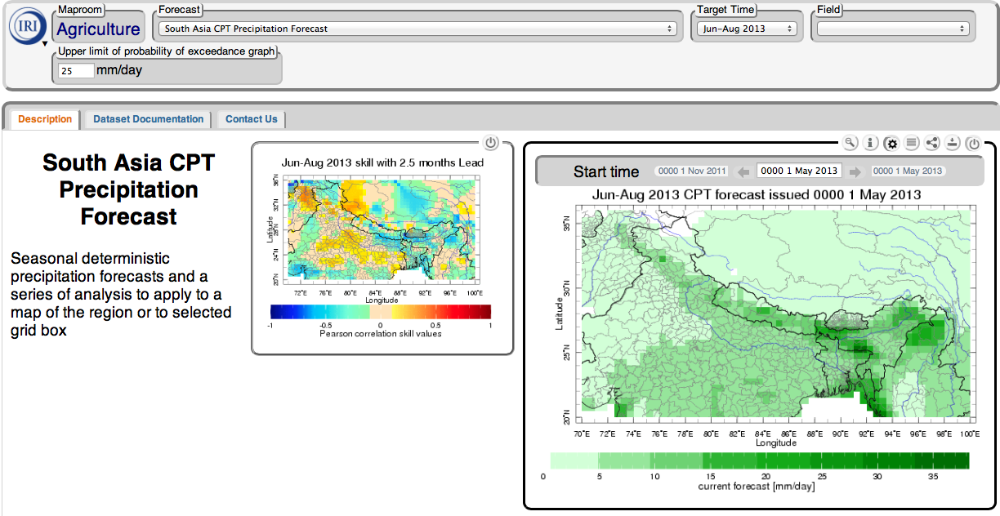 IRI
Maproom
Agriculture
Forecast
South Asia CPT Precipitation Forecast
Target Time
Jun-Aug 2013
Field
Upper limit of probability of exceedance graph
25 mm/day
Description
Dataset Documentation
Contact Us
South Asia CPT
Precipitation
Forecast
Seasonal deterministic
precipitation forecasts and a
series of analysis to apply to a
map of the region or to selected
grid box
Jun-Aug 2013 skill with 2.5 months Lead
36°N
32°N
28°N
24°N
20°N
Latitude
72°E 76°E 80°E 84°E 88°E 92°E 96°E 100°E
Longitude
-1 -0.5 0 0.5 1
Pearson correlation skill values
Start time 0000 1 Nov 2011 0000 1 May 2013 0000 1 May 2013
Jun-Aug 2013 CPT forecast issued 0000 1 May 2013
35°N
30°N
25°N
20°N
Latitude
70°E 72°E 74°E 76°E 78°E 80°E 82°E 84°E 86°E 88°E 90°E 92°E 94°E 96°E 98°E 100°E
Longitude
0 5 10 15 20 25 30 35
current forecast [mm/day]